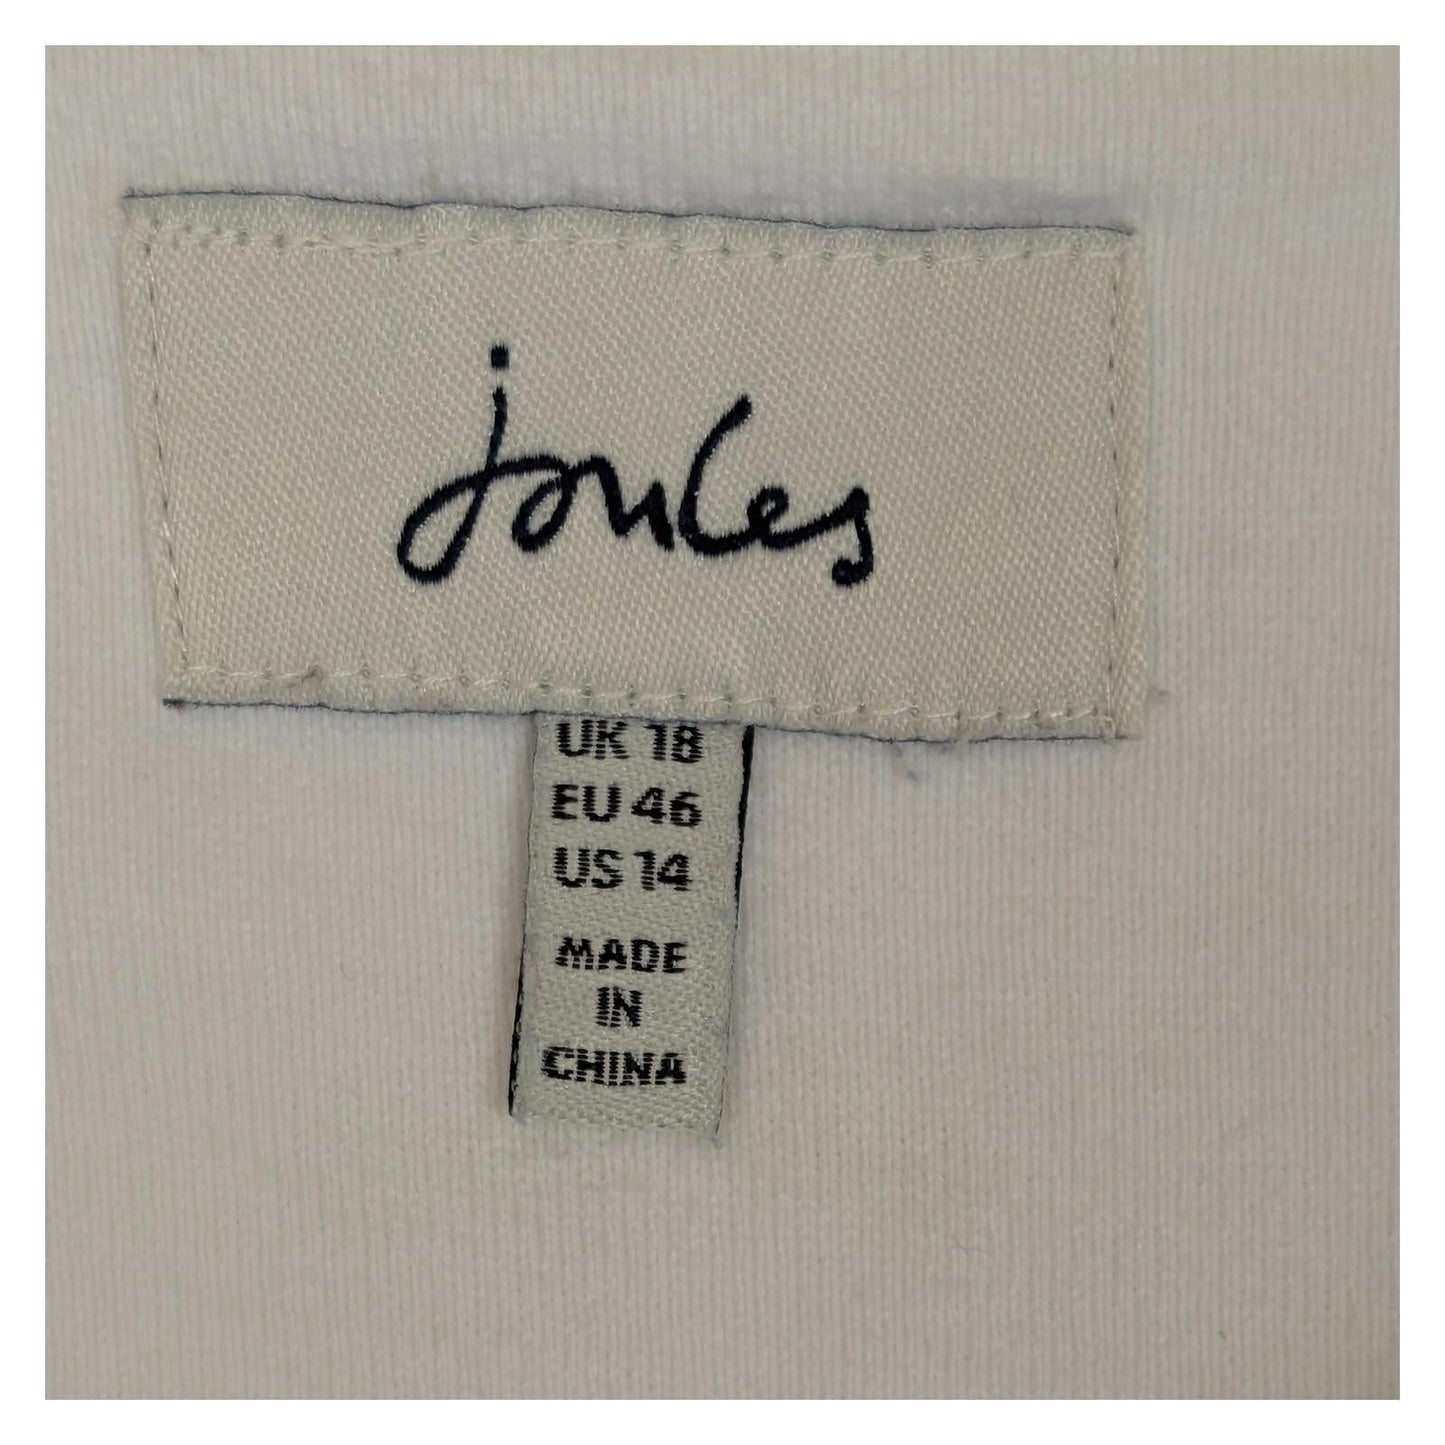 joules
UK 18
EU 46
US 14
MADE
IN
CHINA